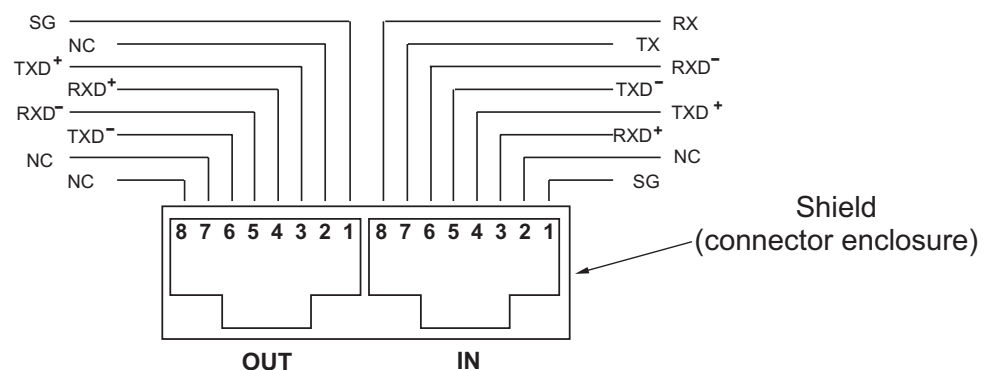 SG
NC
TXD+
RXD+
RXD-
TXD-
NC
NC
RX
TX
RXD-
TXD-
TXD +
RXD+
NC
SG
Shield
(connector enclosure)
8 7 6 5 4 3 2 1
8 7 6 5 4 3 2 1
OUT
IN